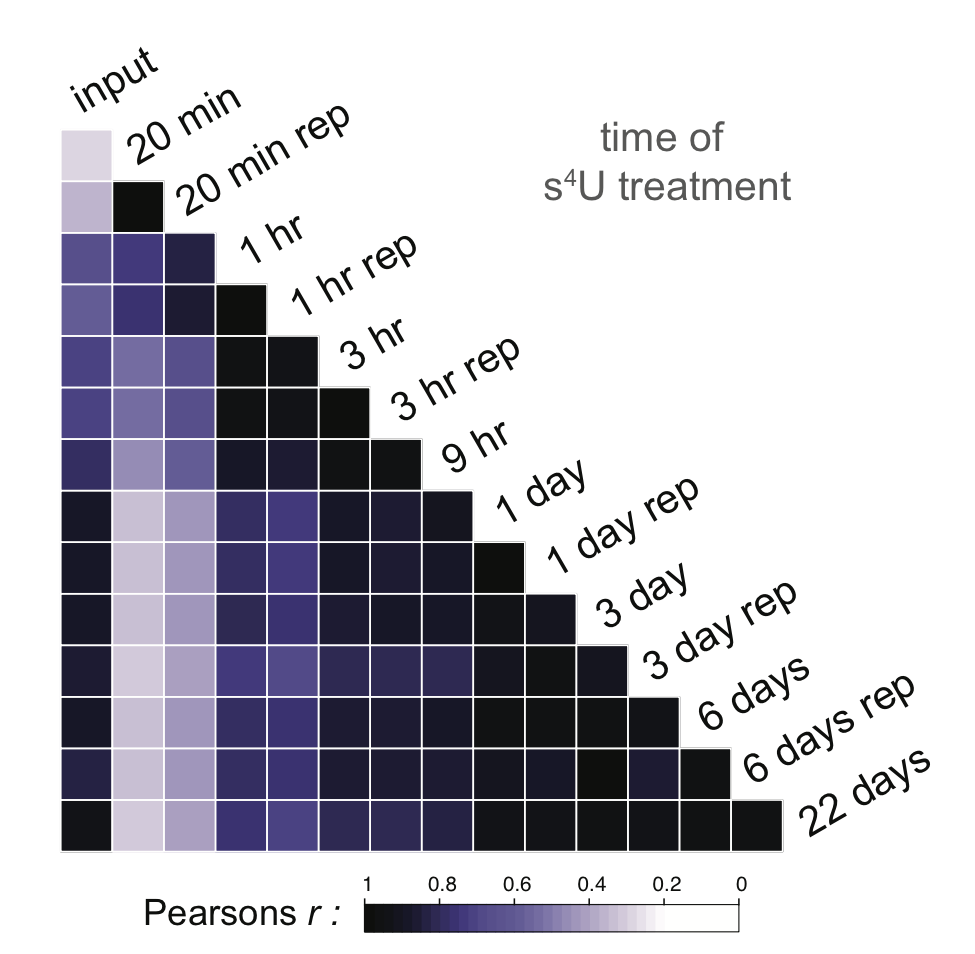 input
20 min
20 min rep
time of
s⁴U treatment
1 hr
1 hr rep
3 hr
3 hr rep
9 hr
1 day
1 day rep
3 day
3 day rep
6 days
6 days rep
22 days
1 0.8 0.6 0.4 0.2 0
Pearsons r :